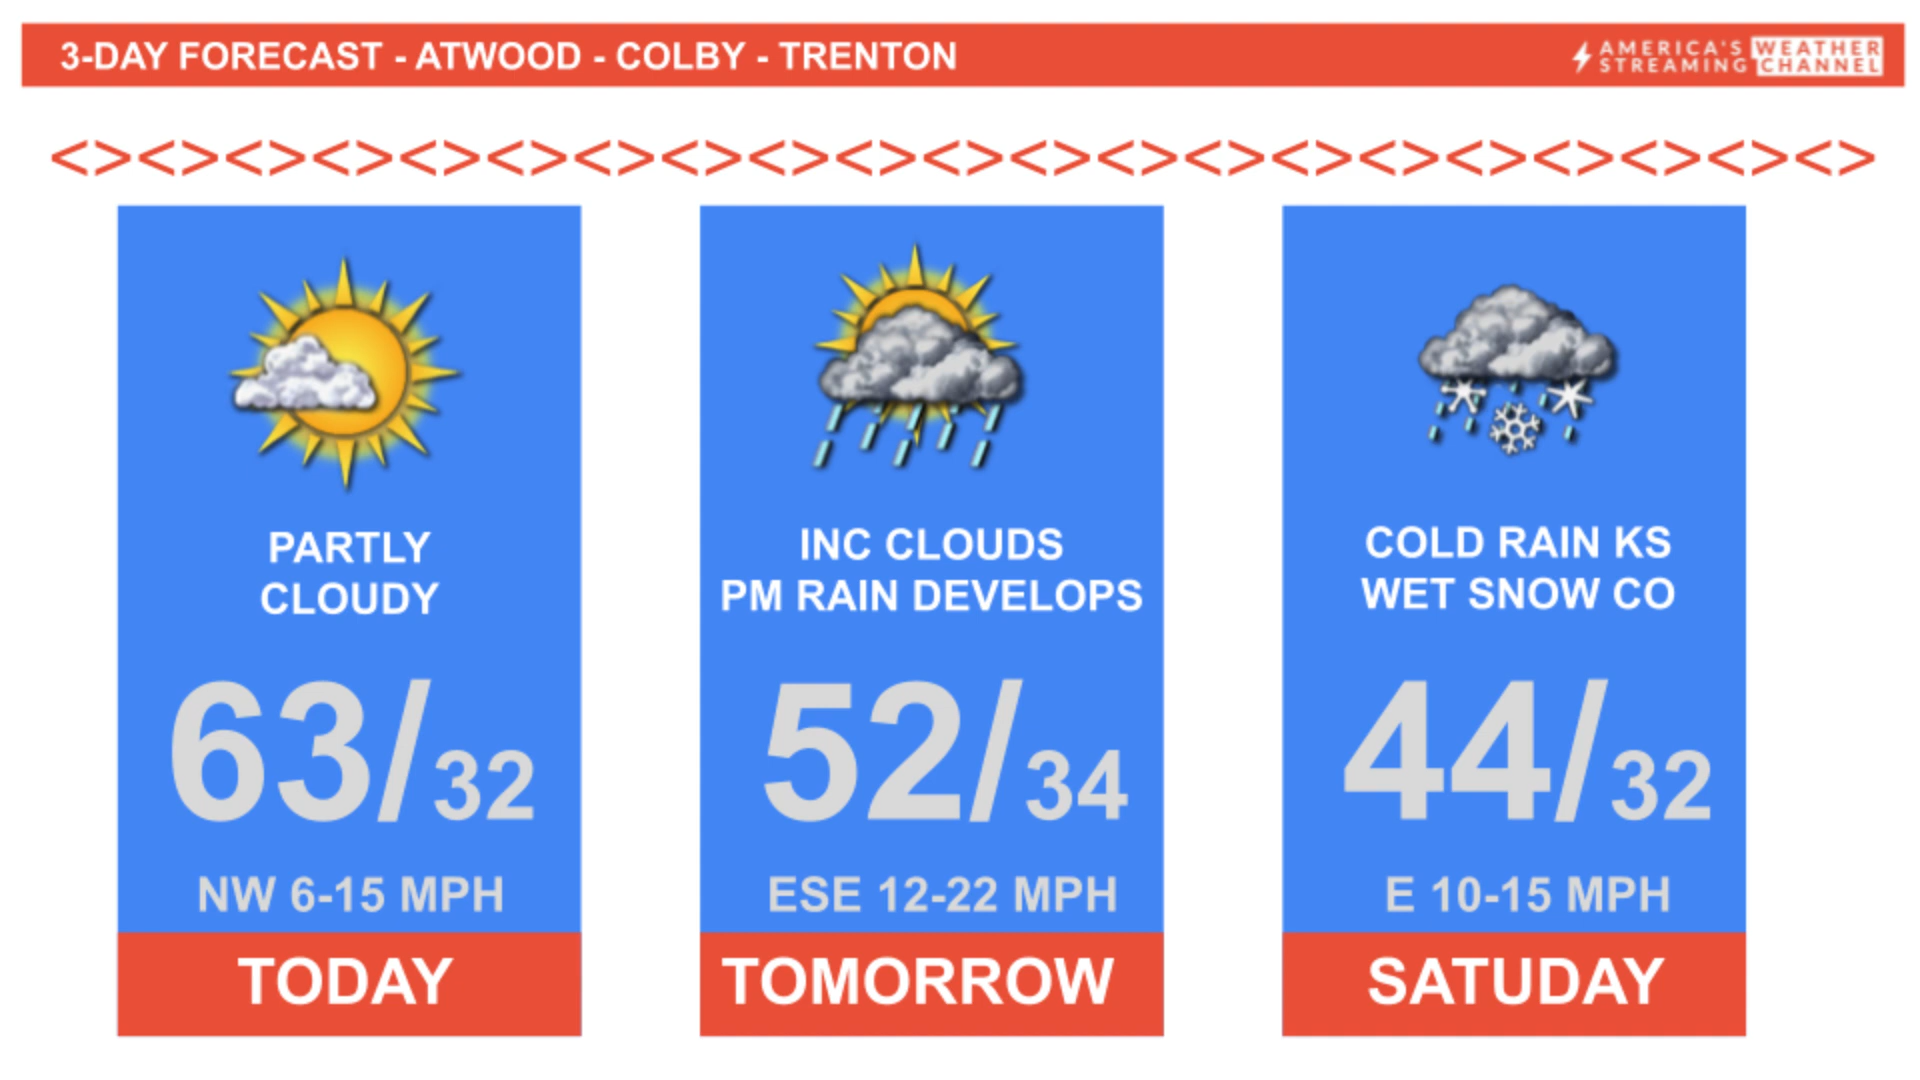 3-DAY FORECAST - ATWOOD - COLBY - TRENTON
AMERICA'S WEATHER
STREAMING CHANNEL
<><><><><><><><><><><><><><><><><><><><><>
PARTLY
CLOUDY
63/32
NW 6-15 MPH
TODAY
INC CLOUDS
PM RAIN DEVELOPS
52/34
ESE 12-22 MPH
TOMORROW
COLD RAIN KS
WET SNOW CO
44/32
E 10-15 MPH
SATUDAY